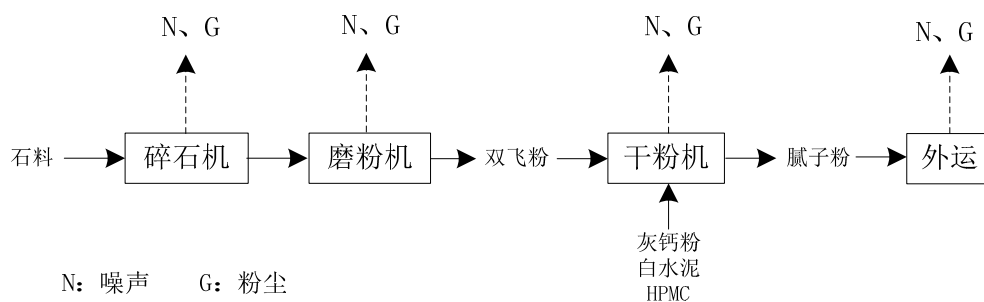 N、G
N、G
N、G
N、G
石料
碎石机
磨粉机
双飞粉
干粉机
腻子粉
外运
灰钙粉
白水泥
HPMC
N：噪声 G：粉尘